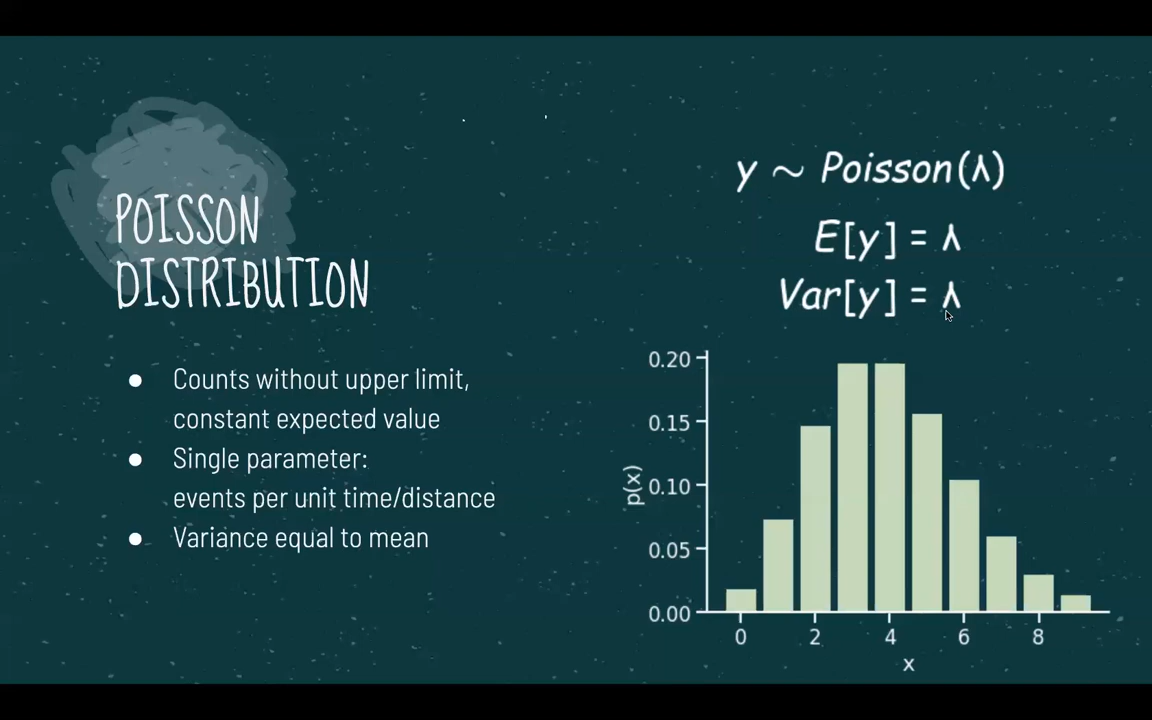 POISSON
DISTRIBUTION
● Counts without upper limit,
constant expected value
● Single parameter:
events per unit time/distance
● Variance equal to mean
y ~ Poisson(λ)
E[y] = λ
Var[y] = λ
0.20
0.15
0.10
0.05
0.00
p(x)
0 2 4 6 8
x